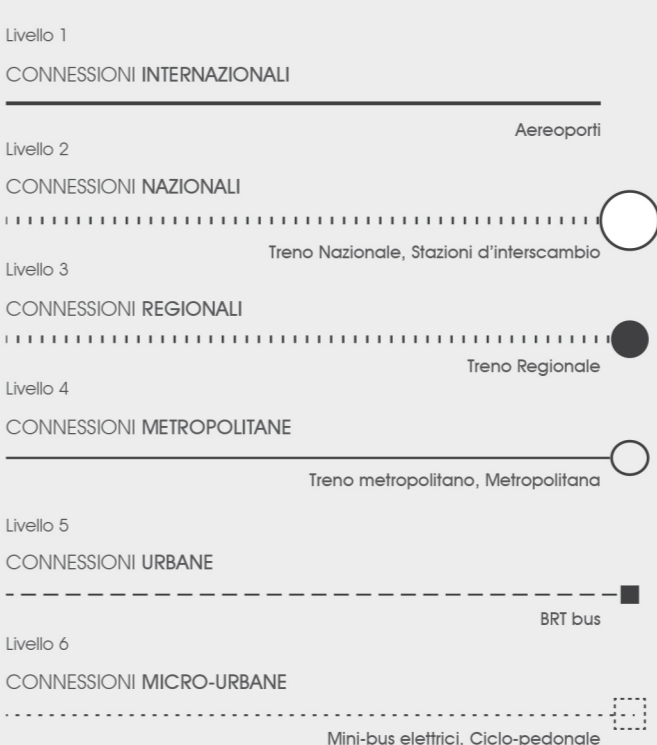 Livello 1
CONNESSIONI INTERNAZIONALI
Aereoporti
Livello 2
CONNESSIONI NAZIONALI
Treno Nazionale, Stazioni d'interscambio
Livello 3
CONNESSIONI REGIONALI
Treno Regionale
Livello 4
CONNESSIONI METROPOLITANE
Treno metropolitano, Metropolitana
Livello 5
CONNESSIONI URBANE
BRT bus
Livello 6
CONNESSIONI MICRO-URBANE
Mini-bus elettrici, Ciclo-pedonale